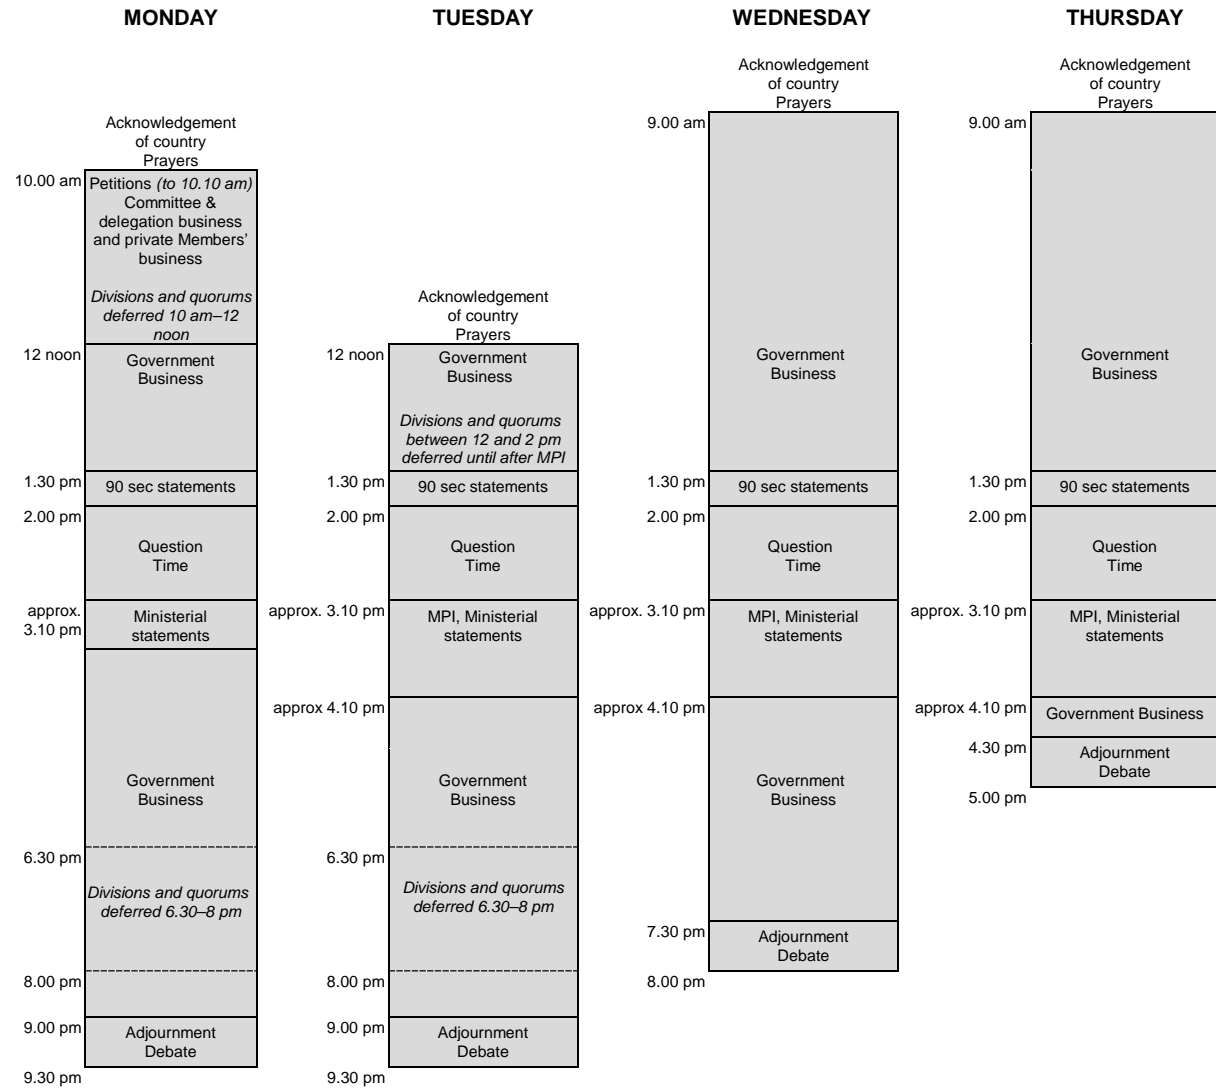 MONDAY
Acknowledgement
of country
Prayers
10.00 am
Petitions (to 10.10 am)
Committee &
delegation business
and private Members’
business
Divisions and quorums
deferred 10 am–12
noon
12 noon
Government
Business
1.30 pm
90 sec statements
2.00 pm
Question
Time
approx.
3.10 pm
Ministerial
statements
Government
Business
6.30 pm
Divisions and quorums
deferred 6.30–8 pm
8.00 pm
9.00 pm
Adjournment
Debate
9.30 pm
TUESDAY
Acknowledgement
of country
Prayers
12 noon
Government
Business
Divisions and quorums
between 12 and 2 pm
deferred until after MPI
1.30 pm
90 sec statements
2.00 pm
Question
Time
approx. 3.10 pm
MPI, Ministerial
statements
approx 4.10 pm
Government
Business
6.30 pm
Divisions and quorums
deferred 6.30–8 pm
8.00 pm
9.00 pm
Adjournment
Debate
9.30 pm
WEDNESDAY
Acknowledgement
of country
Prayers
9.00 am
Government
Business
1.30 pm
90 sec statements
2.00 pm
Question
Time
approx. 3.10 pm
MPI, Ministerial
statements
approx 4.10 pm
Government
Business
7.30 pm
Adjournment
Debate
8.00 pm
THURSDAY
Acknowledgement
of country
Prayers
9.00 am
Government
Business
1.30 pm
90 sec statements
2.00 pm
Question
Time
approx. 3.10 pm
MPI, Ministerial
statements
approx 4.10 pm
Government Business
4.30 pm
Adjournment
Debate
5.00 pm